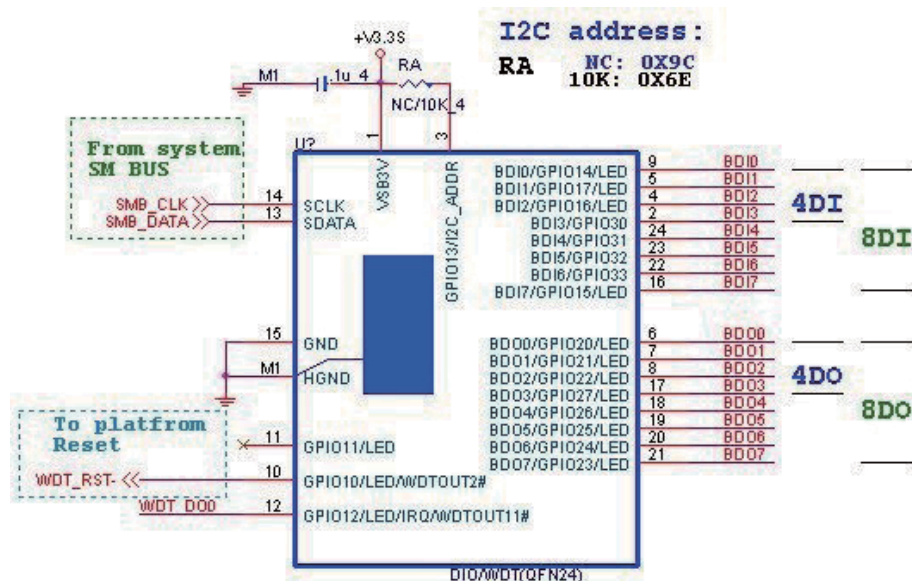 I2C address:
RA NC: 0X9C
10K: 0X6E
+V3.3S
M1 .1u_4 RA
NC/10K_4
U? 1 3
VSB3V
GPIO13/I2C_ADDR
From system
SM BUS
SMB_CLK 14 SCLK
SMB_DATA 13 SDATA
BDI0/GPIO14/LED 9 BDI0
BDI1/GPIO17/LED 5 BDI1
BDI2/GPIO16/LED 4 BDI2
BDI3/GPIO30 2 BDI3
BDI4/GPIO31 24 BDI4
BDI5/GPIO32 23 BDI5
BDI6/GPIO33 22 BDI6
BDI7/GPIO15/LED 16 BDI7
4DI
8DI
15 GND
M1 HGND
BDO0/GPIO20/LED 6 BDO0
BDO1/GPIO21/LED 7 BDO1
BDO2/GPIO22/LED 8 BDO2
BDO3/GPIO27/LED 17 BDO3
BDO4/GPIO26/LED 18 BDO4
BDO5/GPIO25/LED 19 BDO5
BDO6/GPIO24/LED 20 BDO6
BDO7/GPIO23/LED 21 BDO7
4DO
8DO
To platfrom
Reset
11 GPIO11/LED
WDT_RST- 10 GPIO10/LED/WDTOUT2#
WDT_DO0 12 GPIO12/LED/IRQ/WDTOUT11#
DIO/WDT(QFN24)